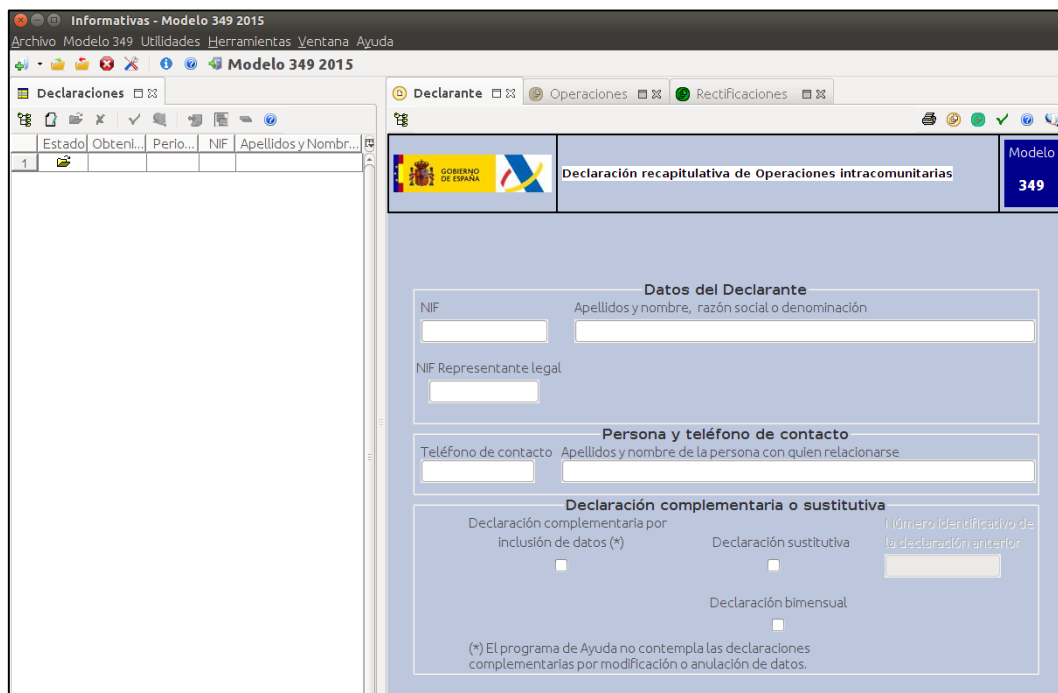 Informativas - Modelo 349 2015
Archivo Modelo 349 Utilidades Herramientas Ventana Ayuda
Modelo 349 2015
Declaraciones
Estado Obteni... Perio... NIF Apellidos y Nombr...
1
Declarante Operaciones Rectificaciones
GOBIERNO
DE ESPAÑA
Declaración recapitulativa de Operaciones intracomunitarias
Modelo
349
Datos del Declarante
NIF Apellidos y nombre, razón social o denominación
NIF Representante legal
Persona y teléfono de contacto
Teléfono de contacto Apellidos y nombre de la persona con quien relacionarse
Declaración complementaria o sustitutiva
Declaración complementaria por
inclusión de datos (*)
Declaración sustitutiva
Número identificativo de
la declaración anterior
Declaración bimensual
(*) El programa de Ayuda no contempla las declaraciones
complementarias por modificación o anulación de datos.